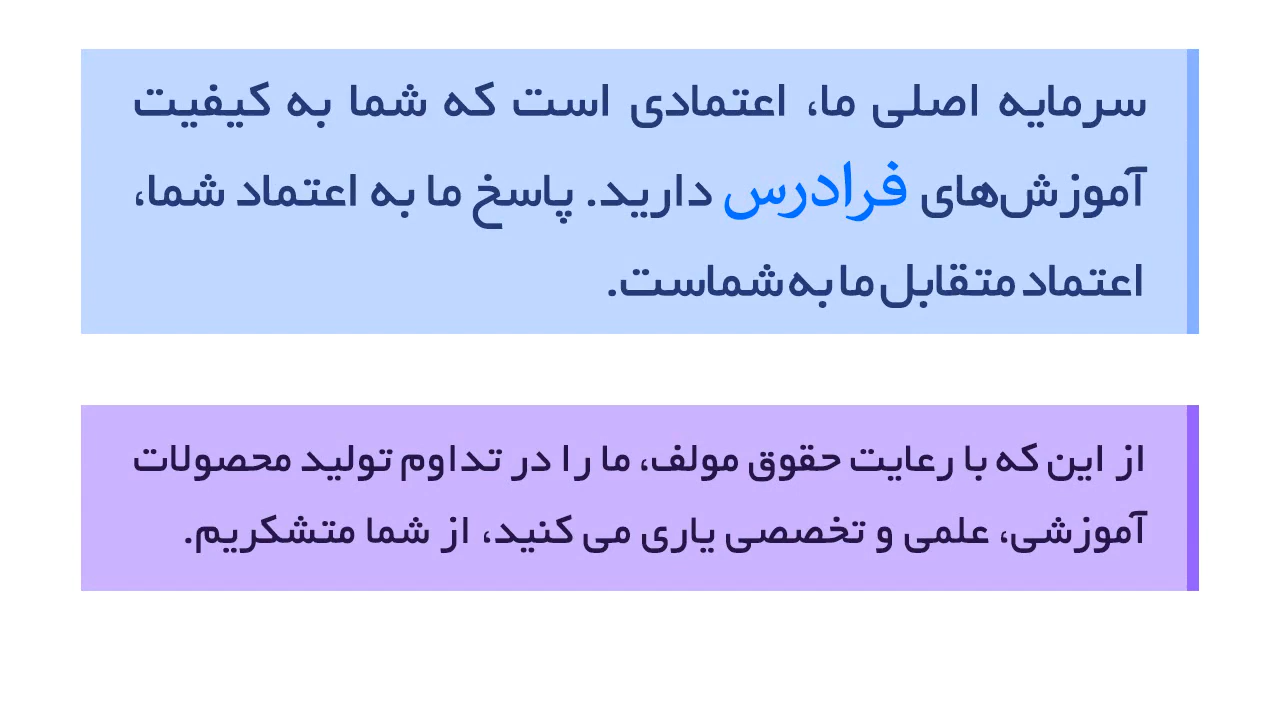 سرمایه اصلی ما، اعتمادی است که شما به کیفیت
آموزش‌های فرادرس دارید. پاسخ ما به اعتماد شما،
اعتماد متقابل ما به شماست.
از این که با رعایت حقوق مولف، ما را در تداوم تولید محصولات
آموزشی، علمی و تخصصی یاری می کنید، از شما متشکریم.